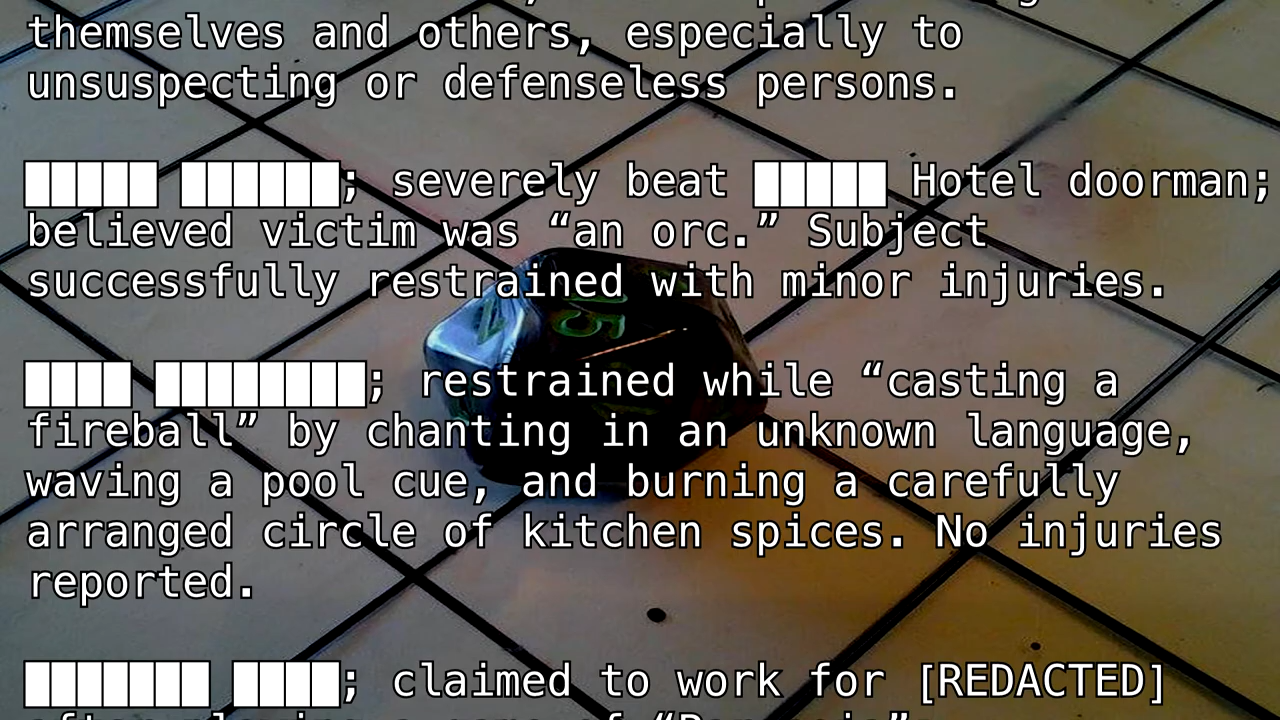 themselves and others, especially to
unsuspecting or defenseless persons.
█████ ██████; severely beat █████ Hotel doorman;
believed victim was “an orc.” Subject
successfully restrained with minor injuries.
████ ████████; restrained while “casting a
fireball” by chanting in an unknown language,
waving a pool cue, and burning a carefully
arranged circle of kitchen spices. No injuries
reported.
███████ ████; claimed to work for [REDACTED]
15